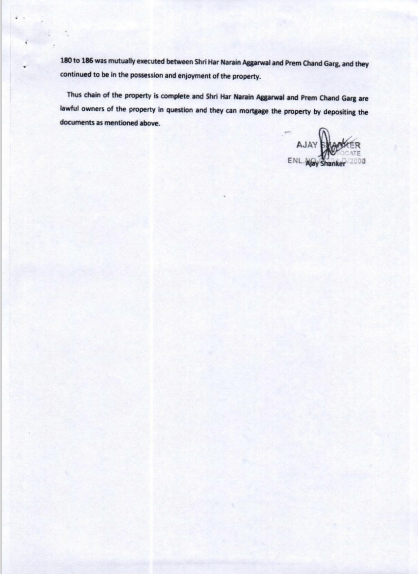 180 to 186 was mutually executed between Shri Har Narain Aggarwal and Prem Chand Garg, and they
continued to be in the possession and enjoyment of the property.
Thus chain of the property is complete and Shri Har Narain Aggarwal and Prem Chand Garg are
lawful owners of the property in question and they can mortgage the property by depositing the
documents as mentioned above.
AJAY SHANKER
ENL
Ajay Shanker